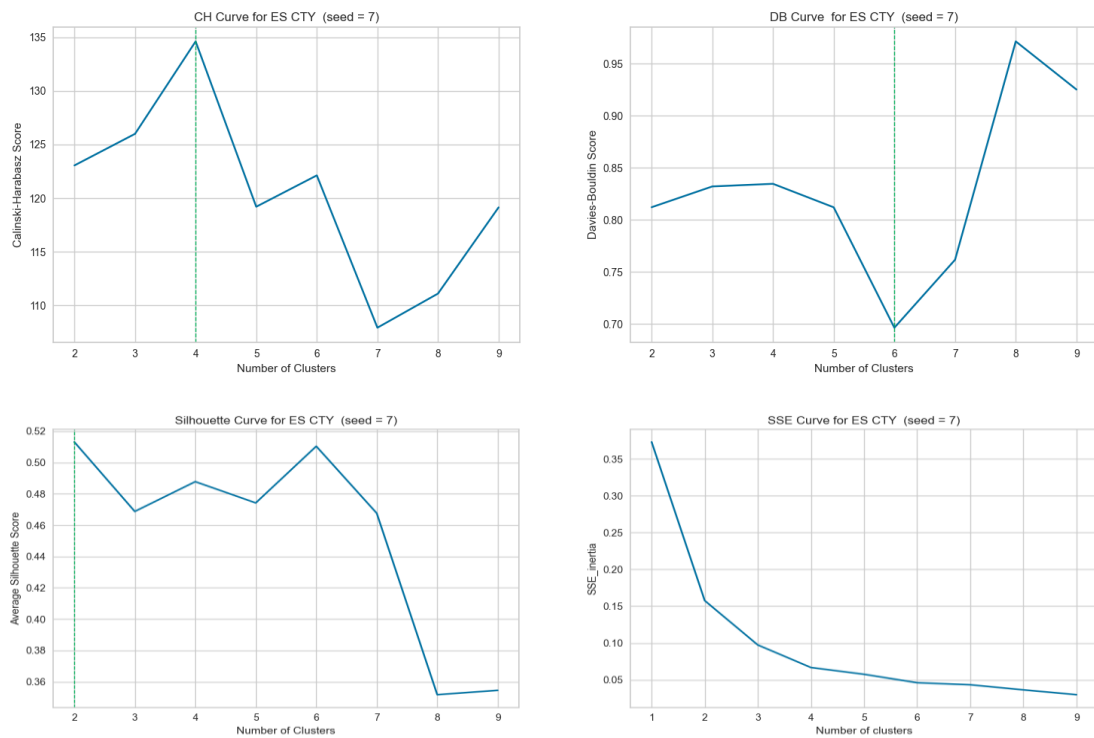 CH Curve for ES CTY (seed = 7)
Calinski-Harabasz Score
135
130
125
120
115
110
2 3 4 5 6 7 8 9
Number of Clusters
DB Curve for ES CTY (seed = 7)
Davies-Bouldin Score
0.95
0.90
0.85
0.80
0.75
0.70
2 3 4 5 6 7 8 9
Number of Clusters
Silhouette Curve for ES CTY (seed = 7)
Average Silhouette Score
0.52
0.50
0.48
0.46
0.44
0.42
0.40
0.38
0.36
2 3 4 5 6 7 8 9
Number of Clusters
SSE Curve for ES CTY (seed = 7)
SSE_inertia
0.35
0.30
0.25
0.20
0.15
0.10
0.05
1 2 3 4 5 6 7 8 9
Number of Clusters